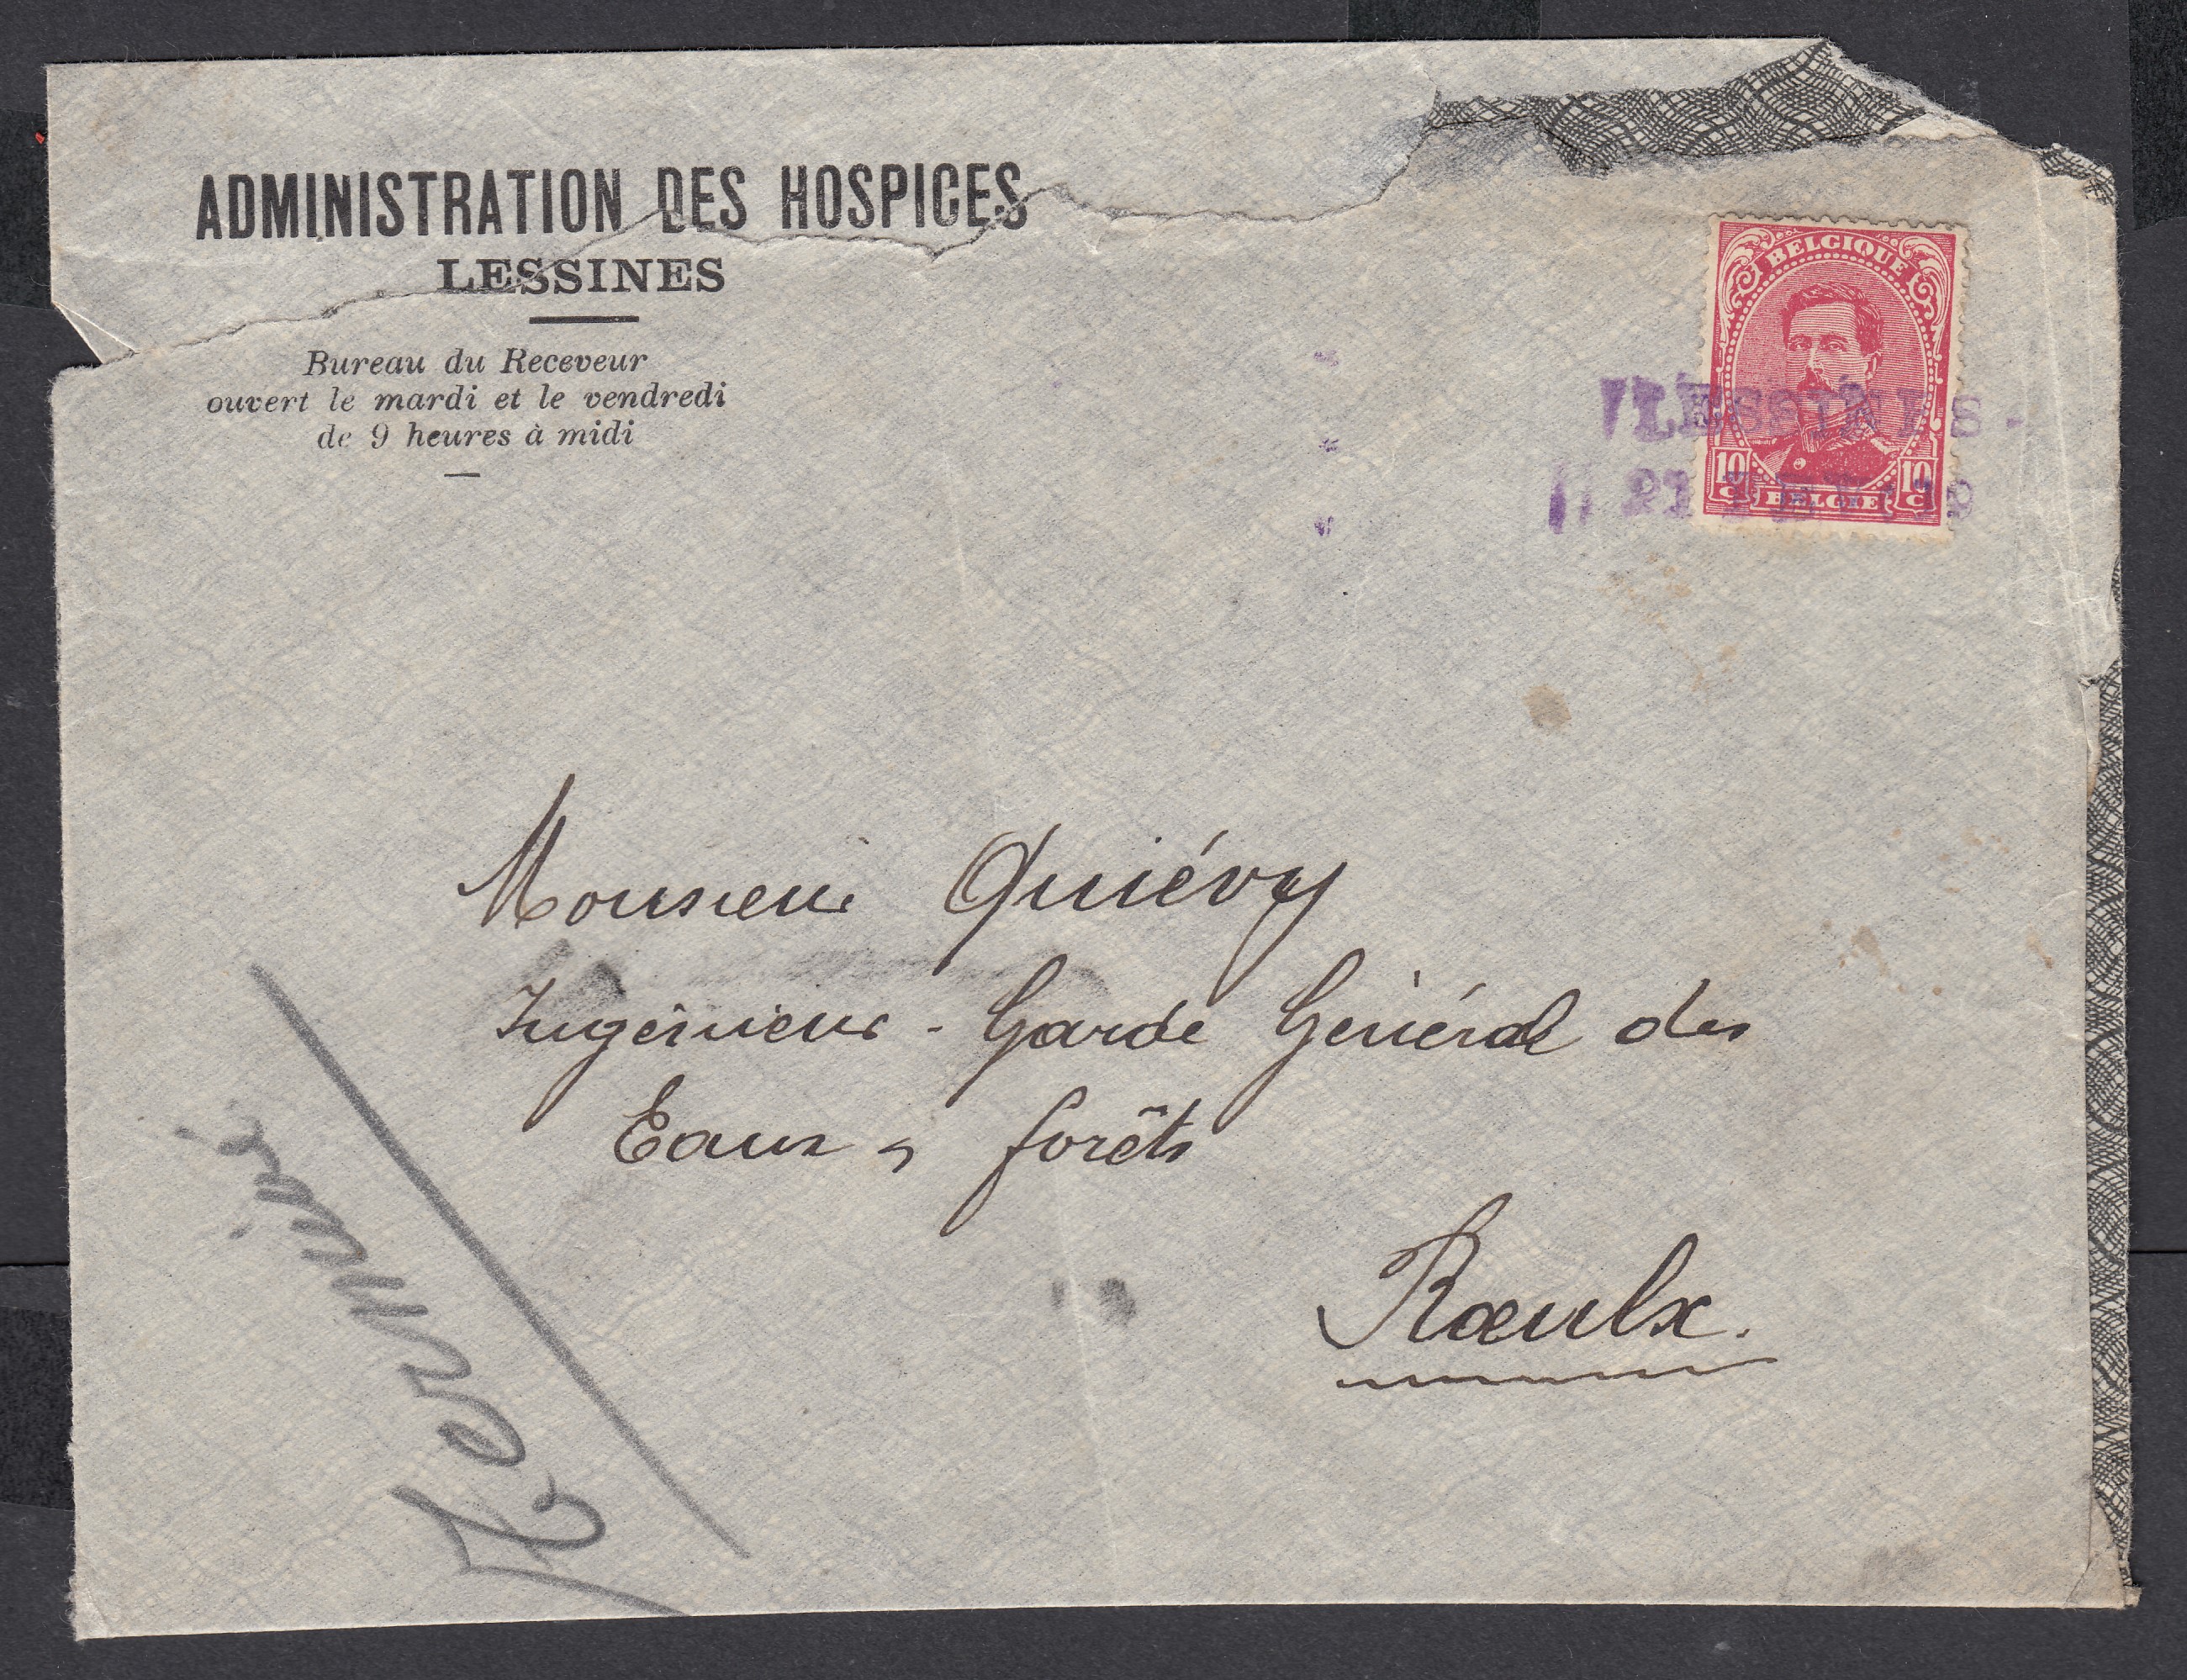 ADMINISTRATION DES HOSPICES
LESSINES
Bureau du Receveur
ouvert le mardi et le vendredi
de 9 heures à midi
BELGIQUE
LESSINES
10 C BELGIE 10 C
Monsieur Quiévy
Ingénieur - Garde Général des
Eaux & forêts
Rœulx.
Terminé